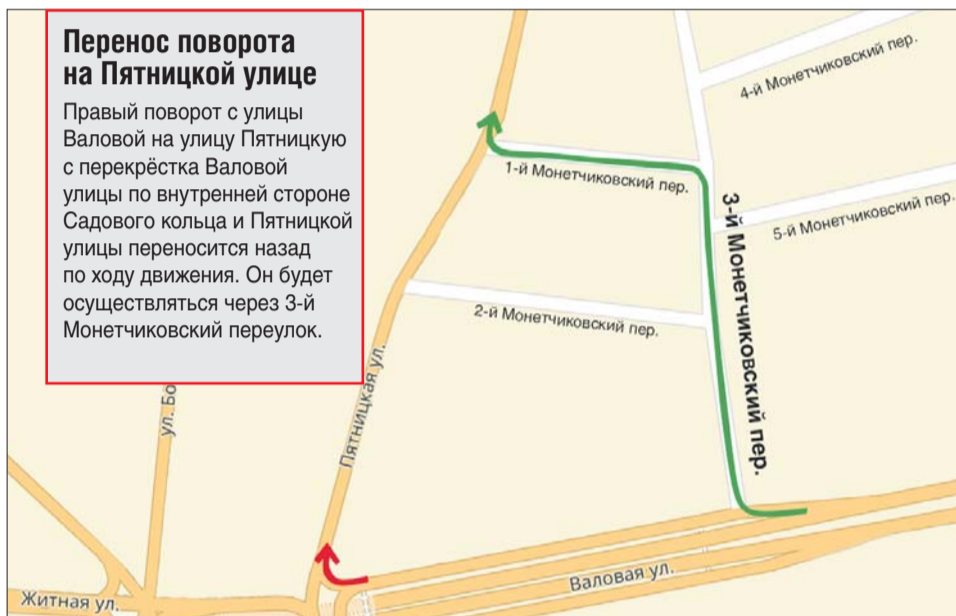 Перенос поворота
на Пятницкой улице
Правый поворот с улицы
Валовой на улицу Пятницкую
с перекрёстка Валовой
улицы по внутренней стороне
Садового кольца и Пятницкой
улицы переносится назад
по ходу движения. Он будет
осуществляться через 3-й
Монетчиковский переулок.
4-й Монетчиковский пер.
1-й Монетчиковский пер.
3-й Монетчиковский пер.
5-й Монетчиковский пер.
2-й Монетчиковский пер.
ул. Бо
Пятницкая ул.
Валовая ул.
Житная ул.